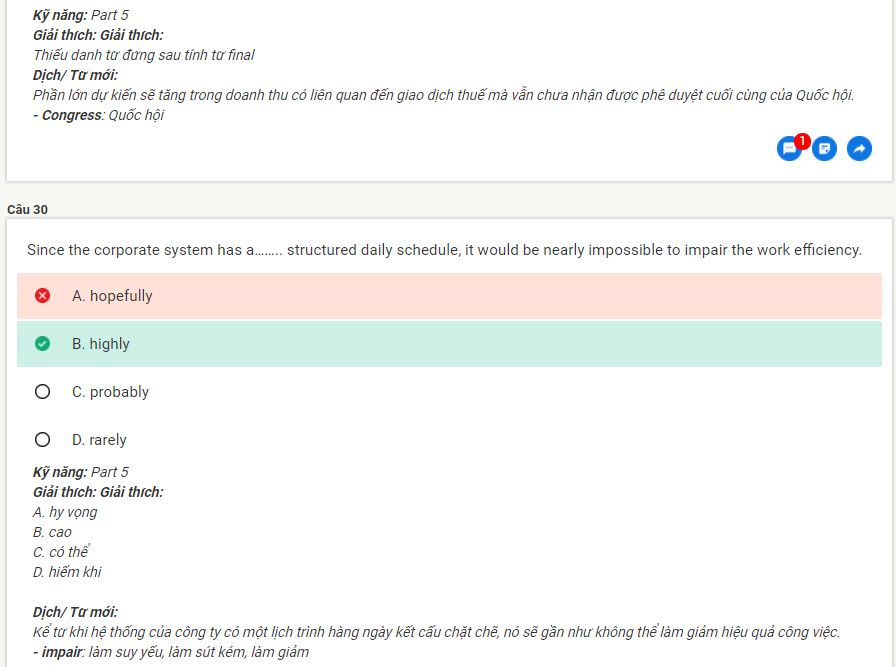 Kỹ năng: Part 5
Giải thích: Giải thích:
Thiếu danh từ đứng sau tính từ final
Dịch/ Từ mới:
Phần lớn dự kiến sẽ tăng trong doanh thu có liên quan đến giao dịch thuế mà vẫn chưa nhận được phê duyệt cuối cùng của Quốc hội.
- Congress: Quốc hội
1
Câu 30
Since the corporate system has a........ structured daily schedule, it would be nearly impossible to impair the work efficiency.
A. hopefully
B. highly
C. probably
D. rarely
Kỹ năng: Part 5
Giải thích: Giải thích:
A. hy vọng
B. cao
C. có thể
D. hiếm khi
Dịch/ Từ mới:
Kể từ khi hệ thống của công ty có một lịch trình hàng ngày kết cấu chặt chẽ, nó sẽ gần như không thể làm giảm hiệu quả công việc.
- impair: làm suy yếu, làm sút kém, làm giảm